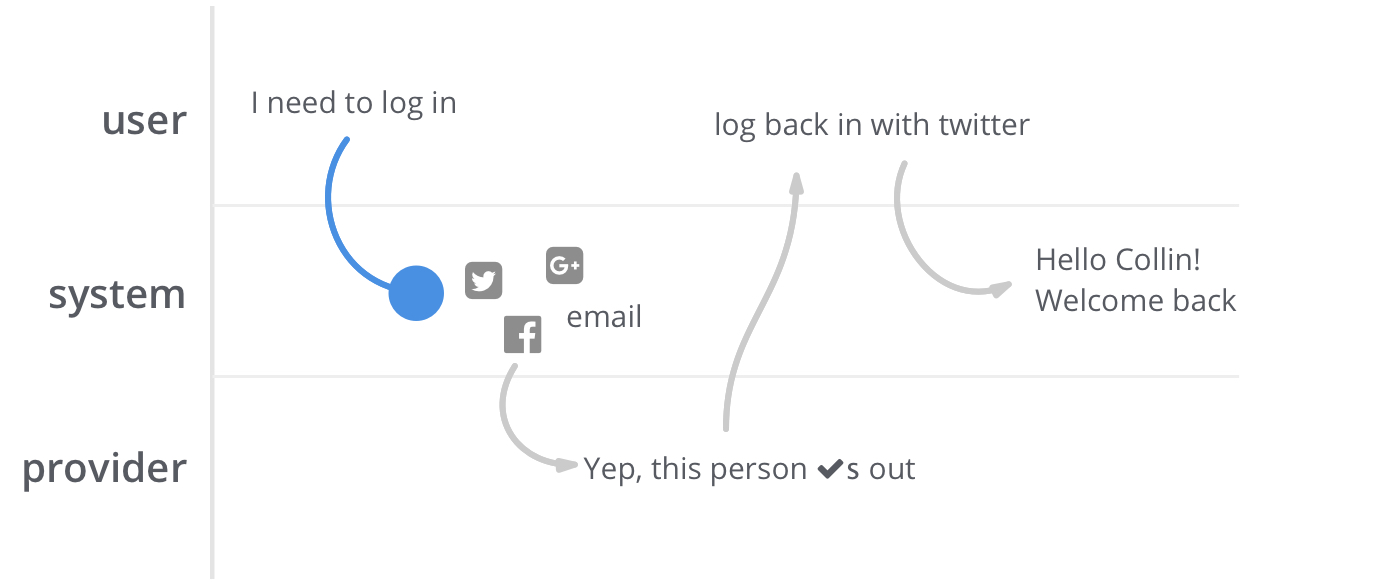 user
I need to log in
log back in with twitter
system
G+
email
Hello Collin!
Welcome back
provider
Yep, this person ✔s out